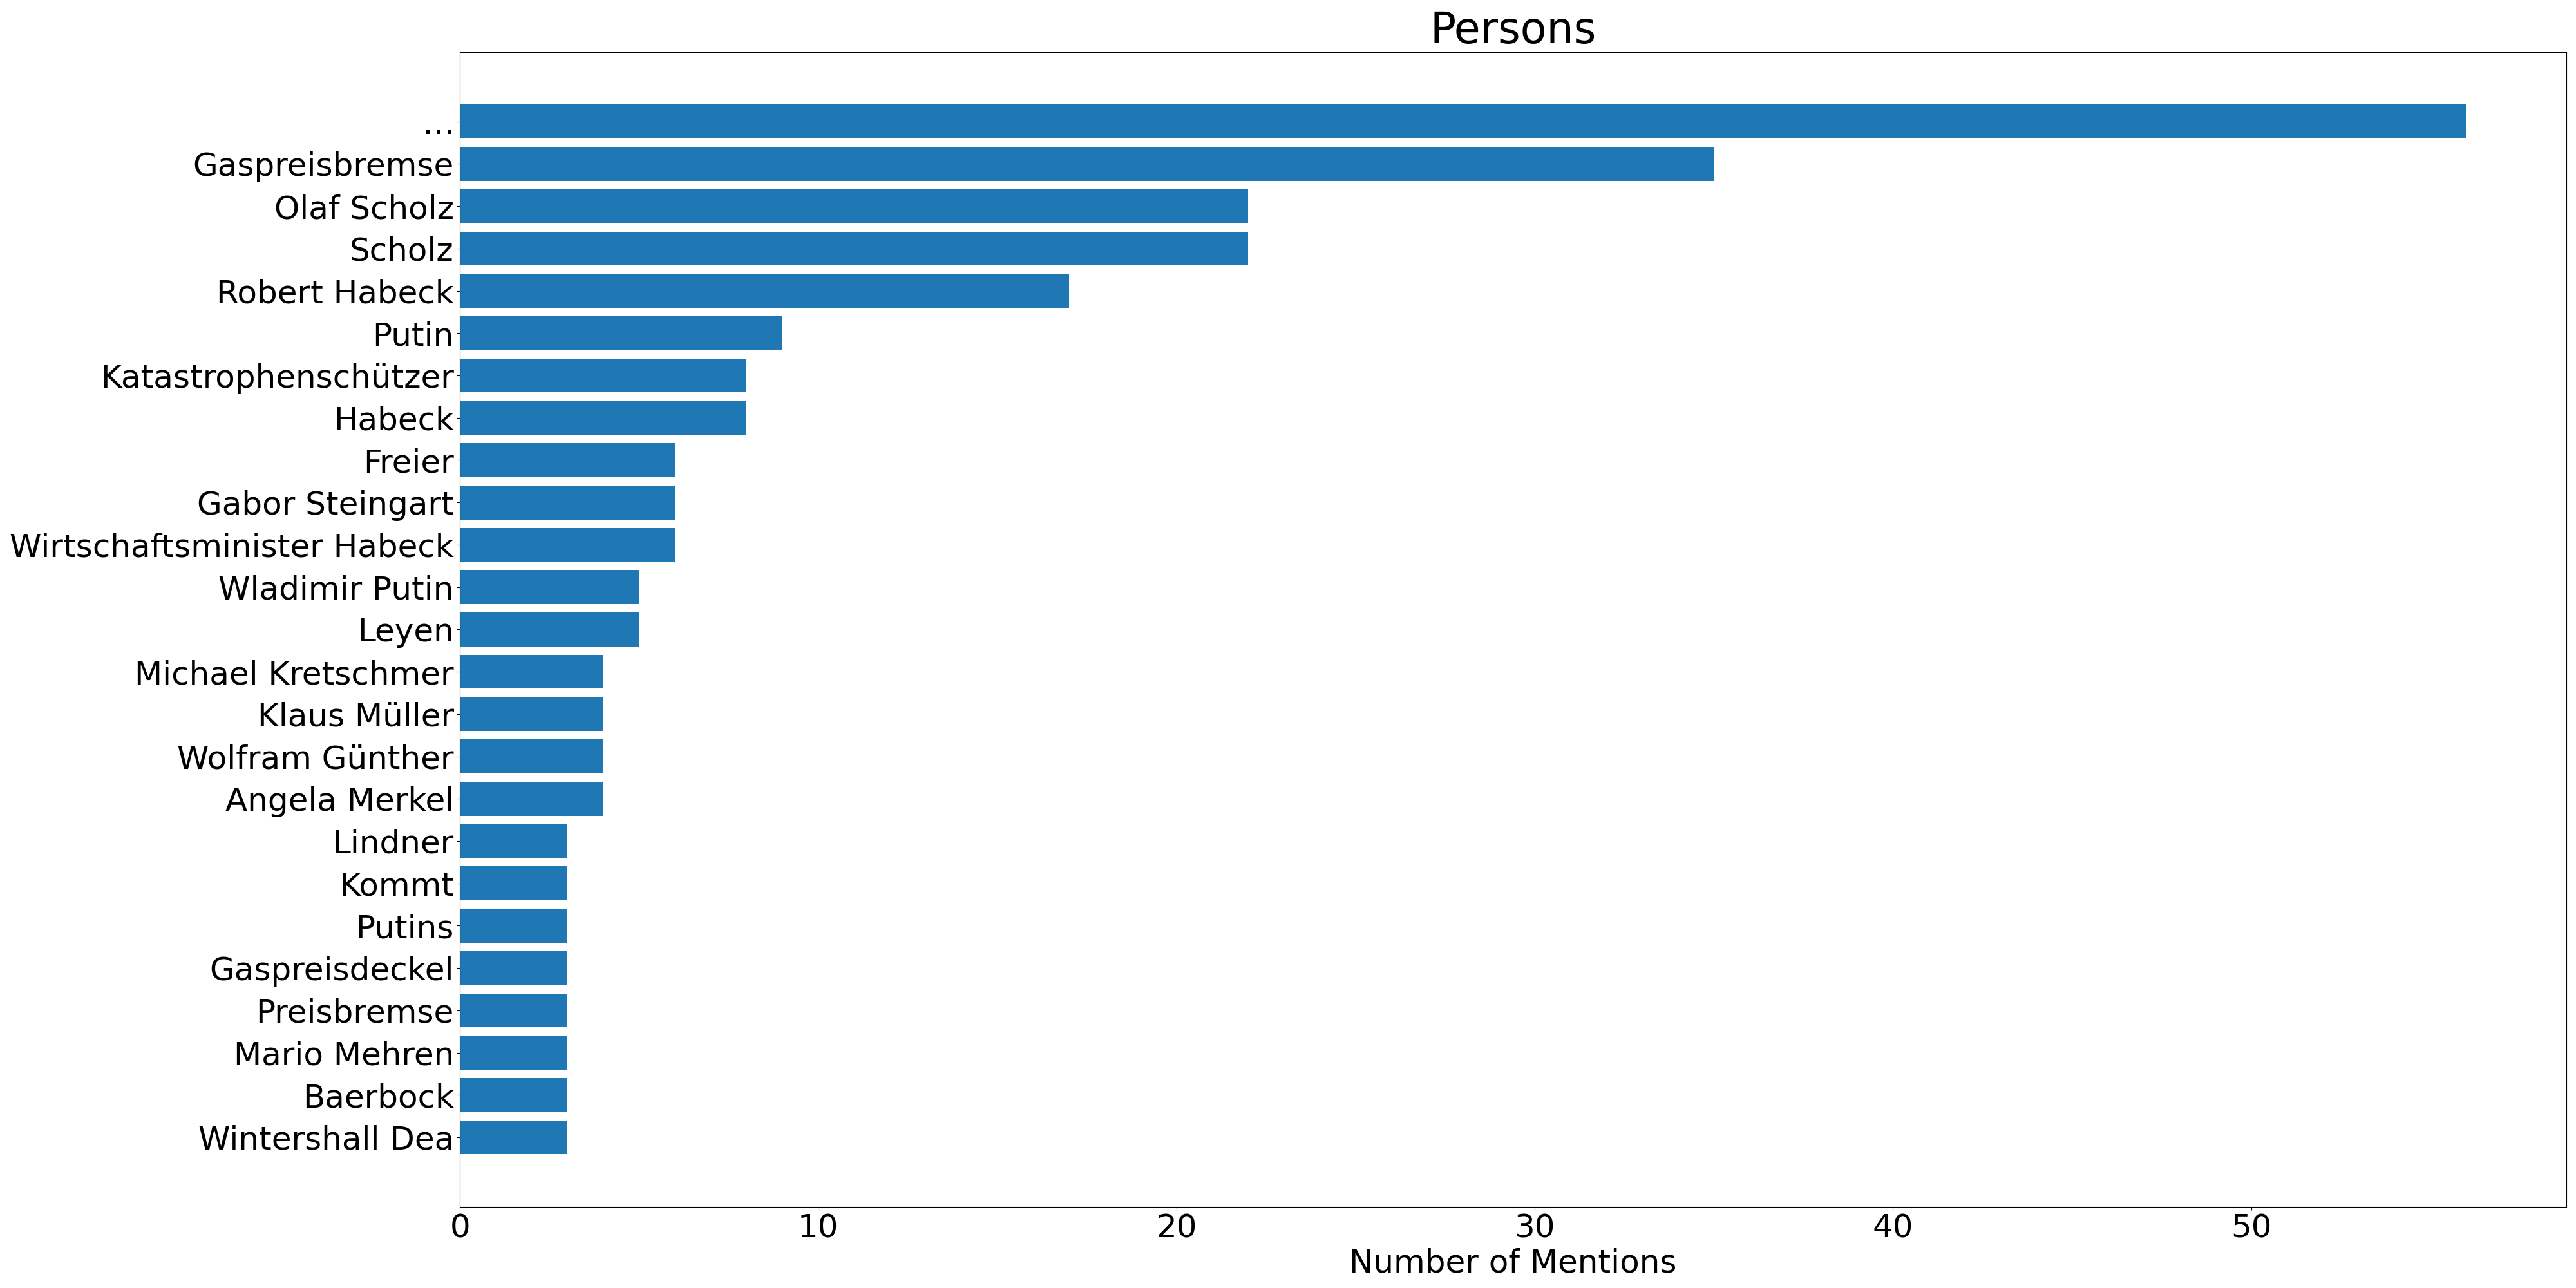 Persons
...
Gaspreisbremse
Olaf Scholz
Scholz
Robert Habeck
Putin
Katastrophenschützer
Habeck
Freier
Gabor Steingart
Wirtschaftsminister Habeck
Wladimir Putin
Leyen
Michael Kretschmer
Klaus Müller
Wolfram Günther
Angela Merkel
Lindner
Kommt
Putins
Gaspreisdeckel
Preisbremse
Mario Mehren
Baerbock
Wintershall Dea
0 10 20 30 40 50
Number of Mentions